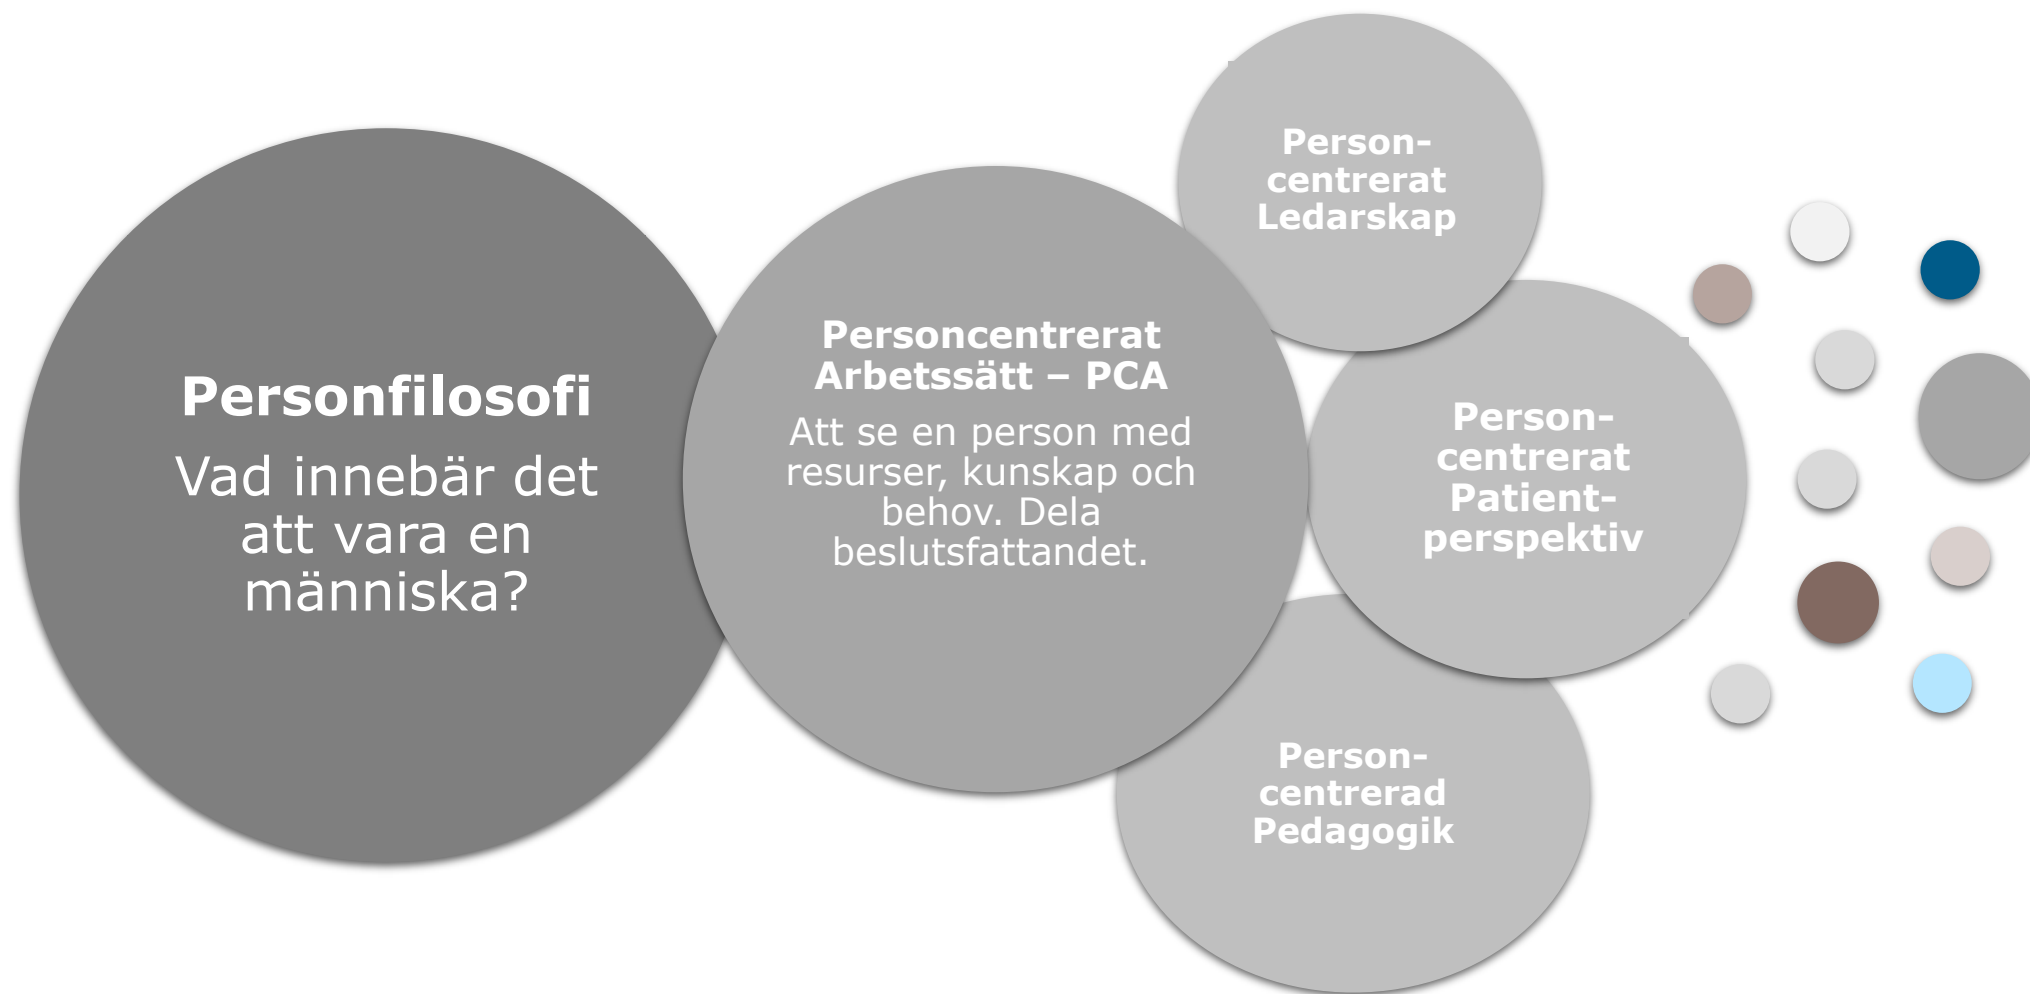 Personfilosofi
Vad innebär det
att vara en
människa?
Personcentrerat
Arbetssätt – PCA
Att se en person med
resurser, kunskap och
behov. Dela
beslutsfattandet.
Person-
centrerat
Ledarskap
Person-
centrerat
Patient-
perspektiv
Person-
centrerad
Pedagogik